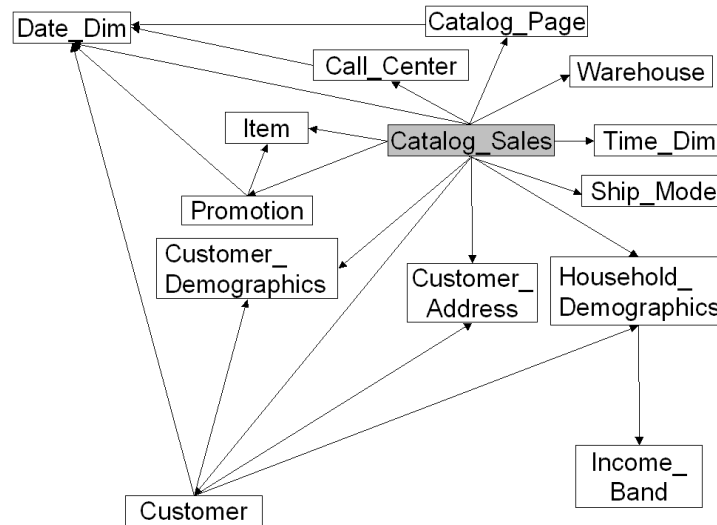 Date_Dim
Catalog_Page
Call_Center
Warehouse
Item
Catalog_Sales
Time_Dim
Promotion
Ship_Mode
Customer_
Demographics
Customer_
Address
Household_
Demographics
Income_
Band
Customer